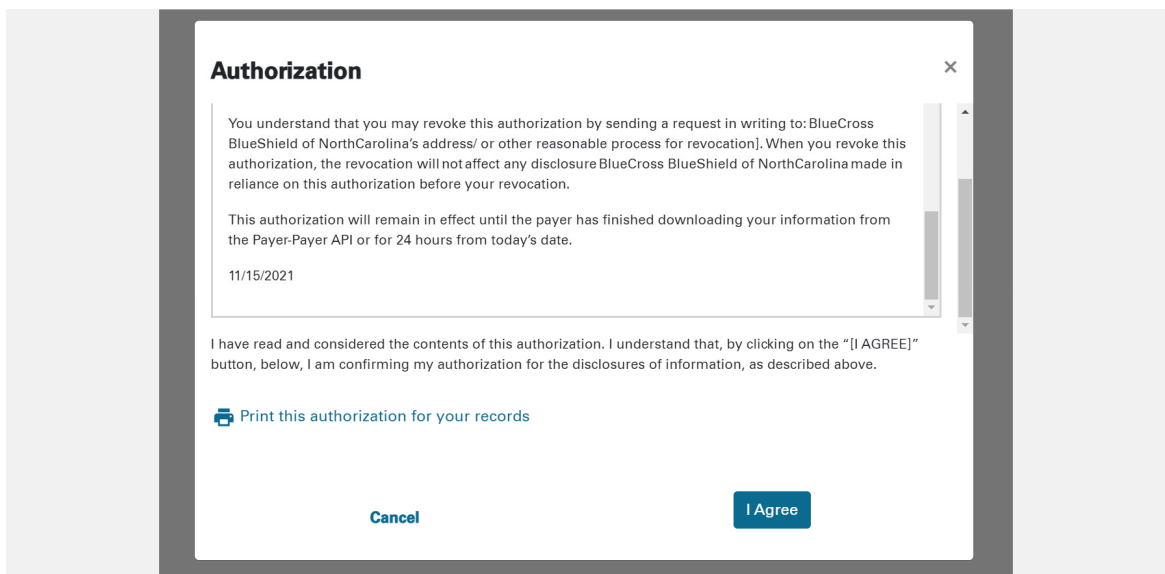 Authorization
×
You understand that you may revoke this authorization by sending a request in writing to: BlueCross
BlueShield of NorthCarolina's address/ or other reasonable process for revocation]. When you revoke this
authorization, the revocation will not affect any disclosure BlueCross BlueShield of NorthCarolina made in
reliance on this authorization before your revocation.
This authorization will remain in effect until the payer has finished downloading your information from
the Payer-Payer API or for 24 hours from today's date.
11/15/2021
I have read and considered the contents of this authorization. I understand that, by clicking on the “[I AGREE]”
button, below, I am confirming my authorization for the disclosures of information, as described above.
Print this authorization for your records
Cancel
I Agree